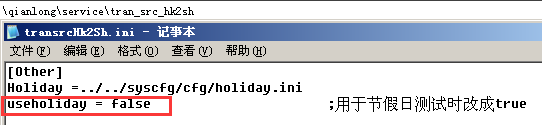 \qianlong\service\tran_src_hk2sh
transrcHk2Sh.ini - 记事本
文件(F) 编辑(E) 格式(O) 查看(V) 帮助(H)
[Other]
Holiday =../../syscfg/cfg/holiday.ini
useholiday = false ;用于节假日测试时改成true